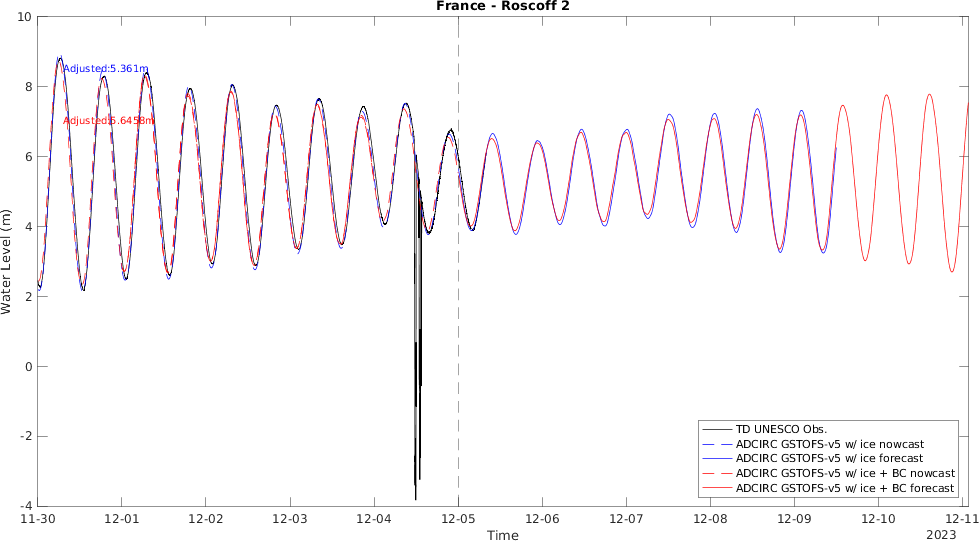 France - Roscoff 2
10
8
6
4
2
0
-2
-4
Water Level (m)
Adjusted:5.361m
Adjusted:5.6458m
TD UNESCO Obs.
ADCIRC GSTOFS-v5 w/ ice nowcast
ADCIRC GSTOFS-v5 w/ ice forecast
ADCIRC GSTOFS-v5 w/ ice + BC nowcast
ADCIRC GSTOFS-v5 w/ ice + BC forecast
11-30 12-01 12-02 12-03 12-04 12-05 12-06 12-07 12-08 12-09 12-10 12-11
Time
2023